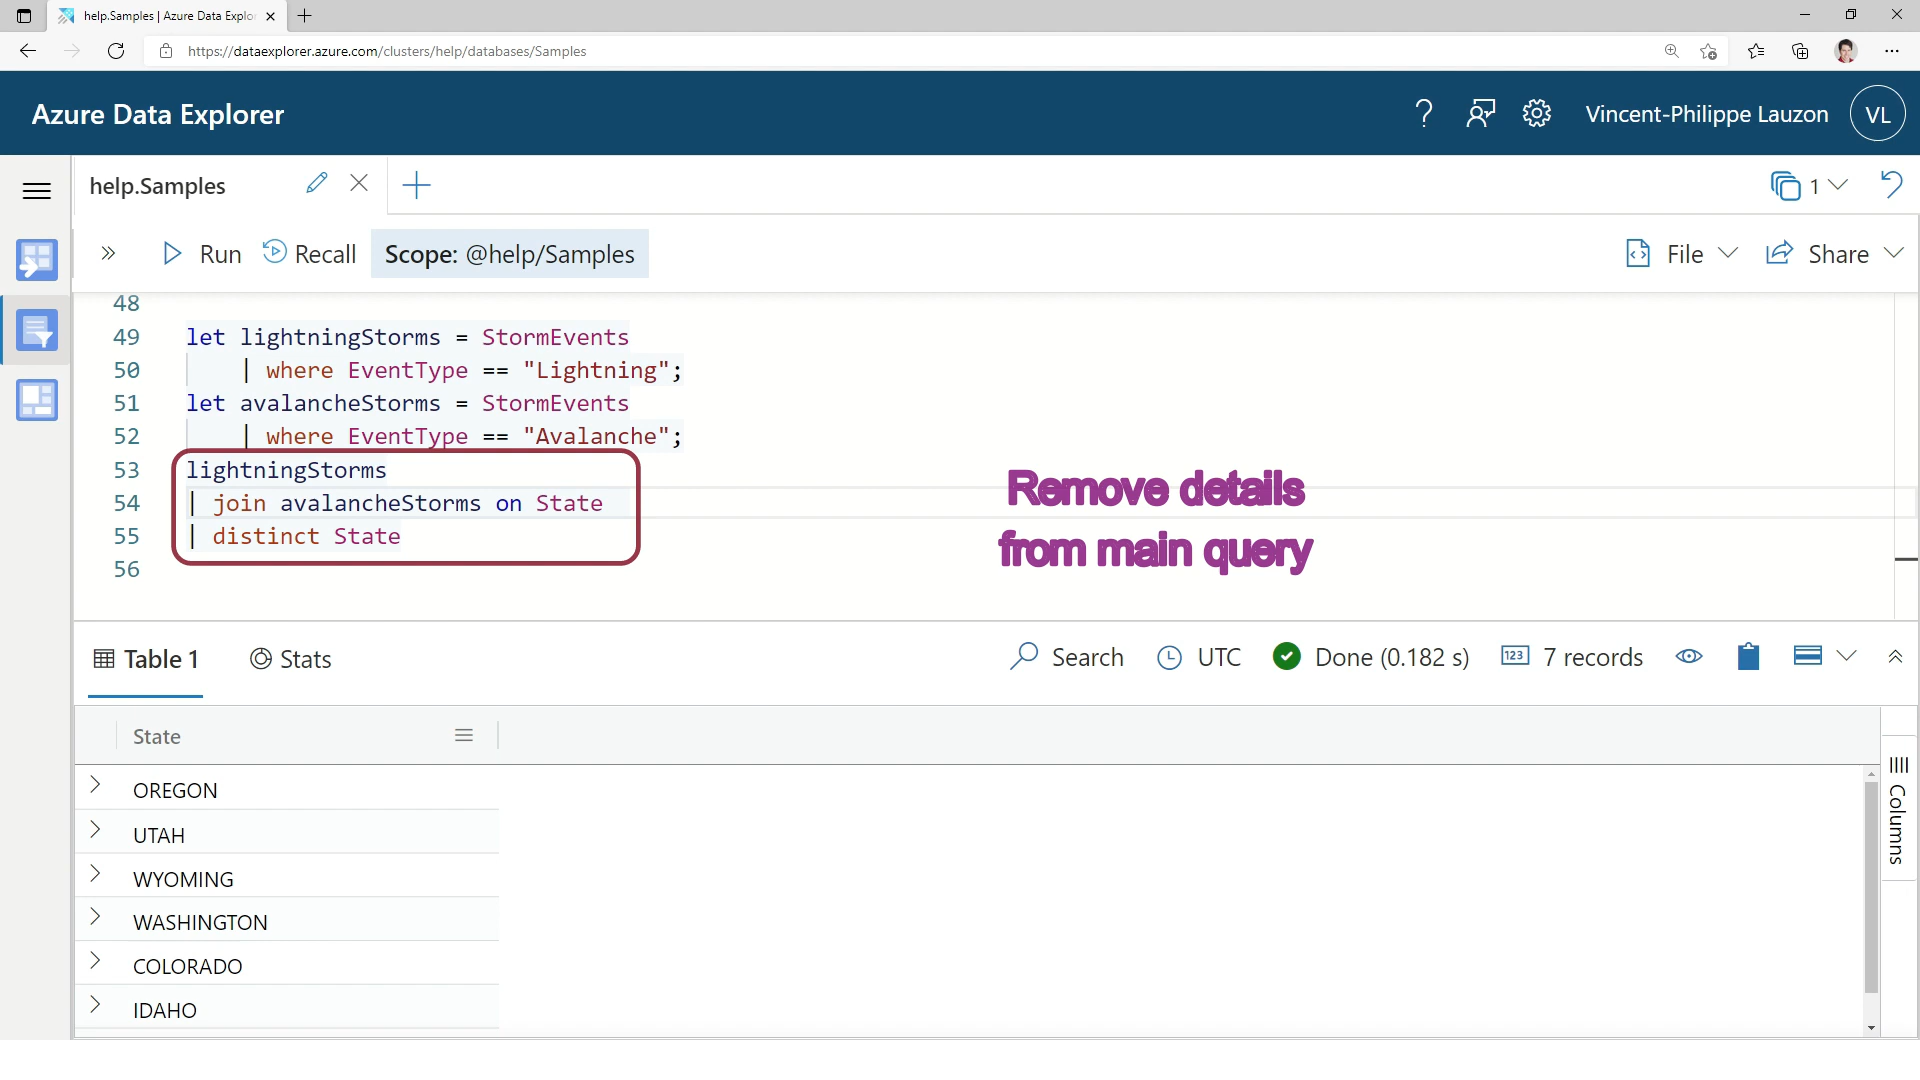 help.Samples | Azure Data Explo
https://dataexplorer.azure.com/clusters/help/databases/Samples
Azure Data Explorer
Vincent-Philippe Lauzon
VL
help.Samples
1
Run
Recall
Scope: @help/Samples
File
Share
48
49 let lightningStorms = StormEvents
50 | where EventType == "Lightning";
51 let avalancheStorms = StormEvents
52 | where EventType == "Avalanche";
53 lightningStorms
54 | join avalancheStorms on State
55 | distinct State
56
Remove details
from main query
Table 1
Stats
Search
UTC
Done (0.182 s)
123
7 records
State
OREGON
UTAH
WYOMING
WASHINGTON
COLORADO
IDAHO
Columns